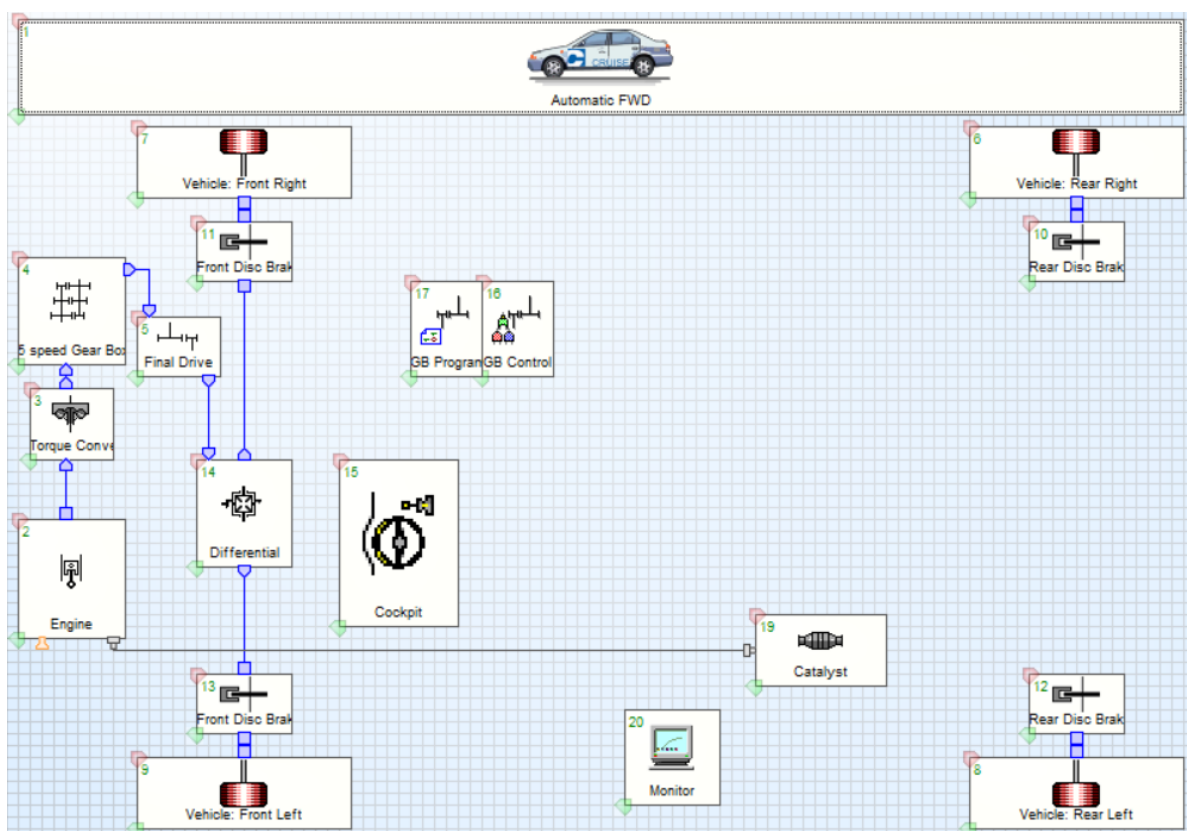 1
CRUISE
Automatic FWD
7
Vehicle: Front Right
6
Vehicle: Rear Right
11
Front Disc Brak
10
Rear Disc Brak
4
5 speed Gear Box
5
Final Drive
17
GB Program
16
GB Control
3
Torque Conve
14
Differential
15
Cockpit
2
Engine
19
Catalyst
13
Front Disc Brak
12
Rear Disc Brak
20
Monitor
9
Vehicle: Front Left
8
Vehicle: Rear Left